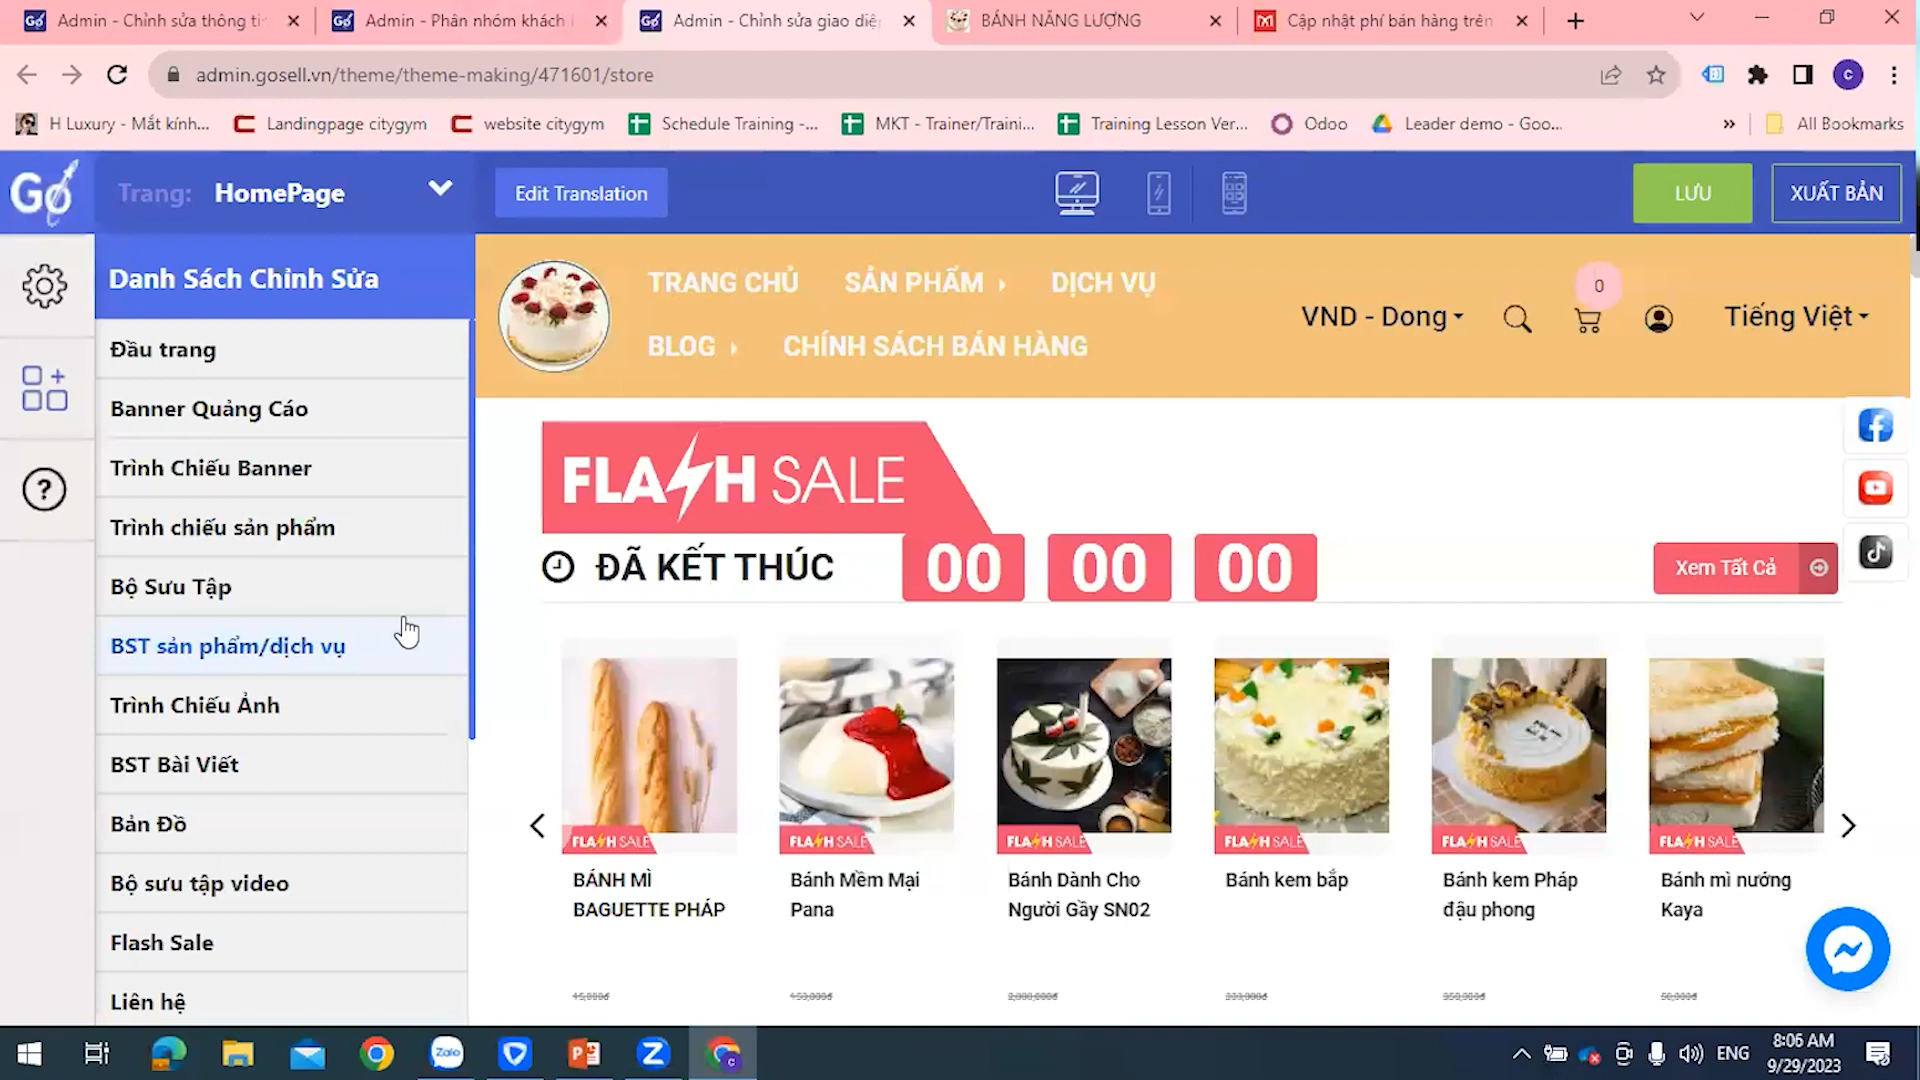 Admin - Chỉnh sửa thông ti
Admin - Phân nhóm khách
Admin - Chỉnh sửa giao diệ
BÁNH NĂNG LƯỢNG
Cập nhật phí bán hàng trên
admin.gosell.vn/theme/theme-making/471601/store
C
H Luxury - Mắt kính...
Landingpage citygym
website citygym
Schedule Training -...
MKT - Trainer/Traini...
Training Lesson Ver...
Odoo
Leader demo - Goo...
»
All Bookmarks
Go
Trang: HomePage
Edit Translation
LƯU
XUẤT BẢN
Danh Sách Chỉnh Sửa
Đầu trang
Banner Quảng Cáo
Trình Chiếu Banner
Trình chiếu sản phẩm
Bộ Sưu Tập
BST sản phẩm/dịch vụ
Trình Chiếu Ảnh
BST Bài Viết
Bản Đồ
Bộ sưu tập video
Flash Sale
Liên hệ
TRANG CHỦ
SẢN PHẨM
DỊCH VỤ
BLOG
CHÍNH SÁCH BÁN HÀNG
VND - Dong
0
Tiếng Việt
FLASH SALE
ĐÃ KẾT THÚC
00
00
00
Xem Tất Cả
FLASH SALE
FLASH SALE
FLASH SALE
FLASH SALE
FLASH SALE
FLASH SALE
BÁNH MÌ
BAGUETTE PHÁP
Bánh Mềm Mại
Pana
Bánh Dành Cho
Người Gầy SN02
Bánh kem bắp
Bánh kem Pháp
đậu phong
Bánh mì nướng
Kaya
Zalo
ENG
8:06 AM
9/29/2023